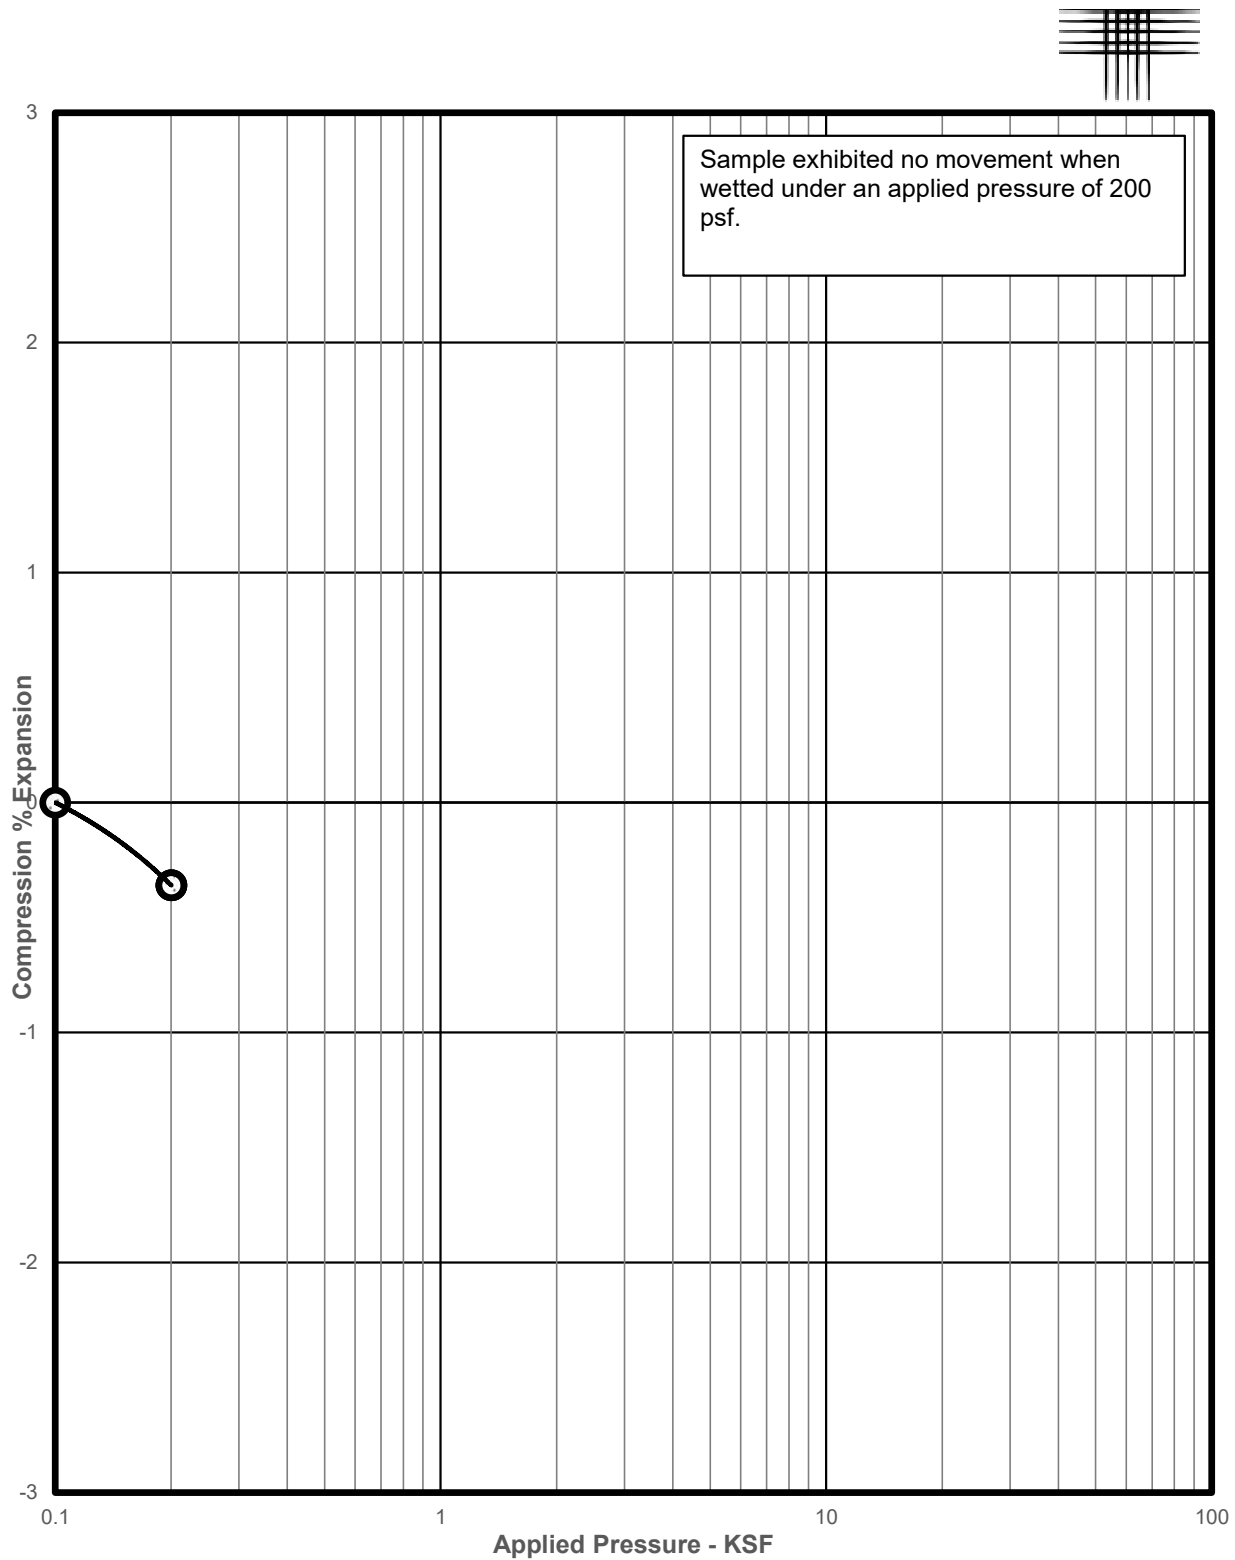 3
Sample exhibited no movement when
wetted under an applied pressure of 200
psf.
2
1
Compression % Expansion
0
-1
-2
-3
0.1 1 10 100
Applied Pressure - KSF